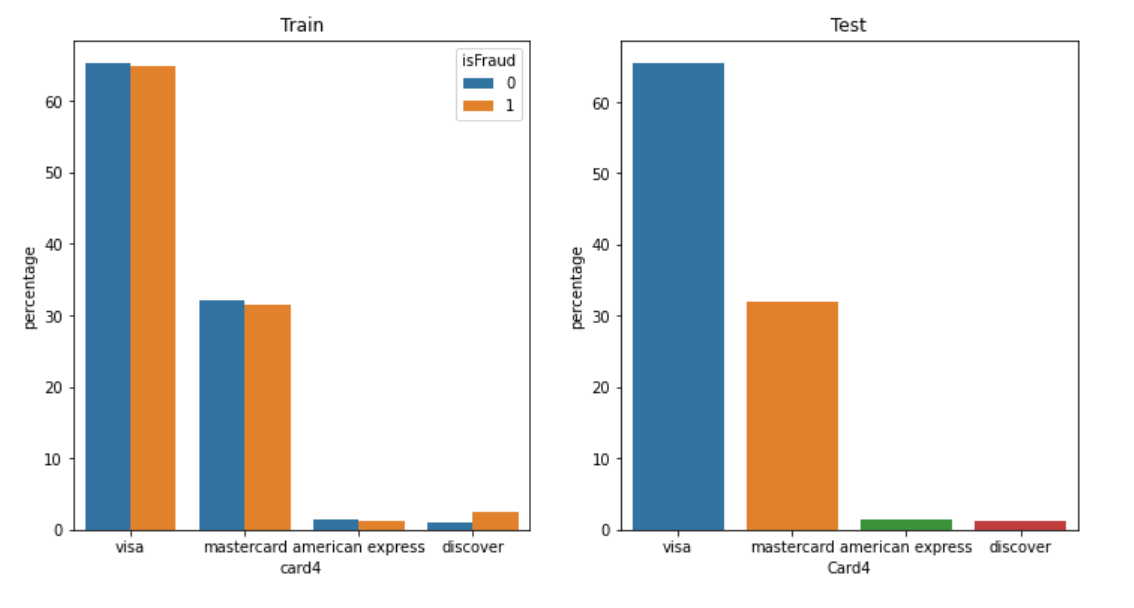 Train
isFraud
0
1
60
50
40
30
20
10
0
percentage
visa mastercard american express discover
card4
Test
60
50
40
30
20
10
0
percentage
visa mastercard american express discover
Card4